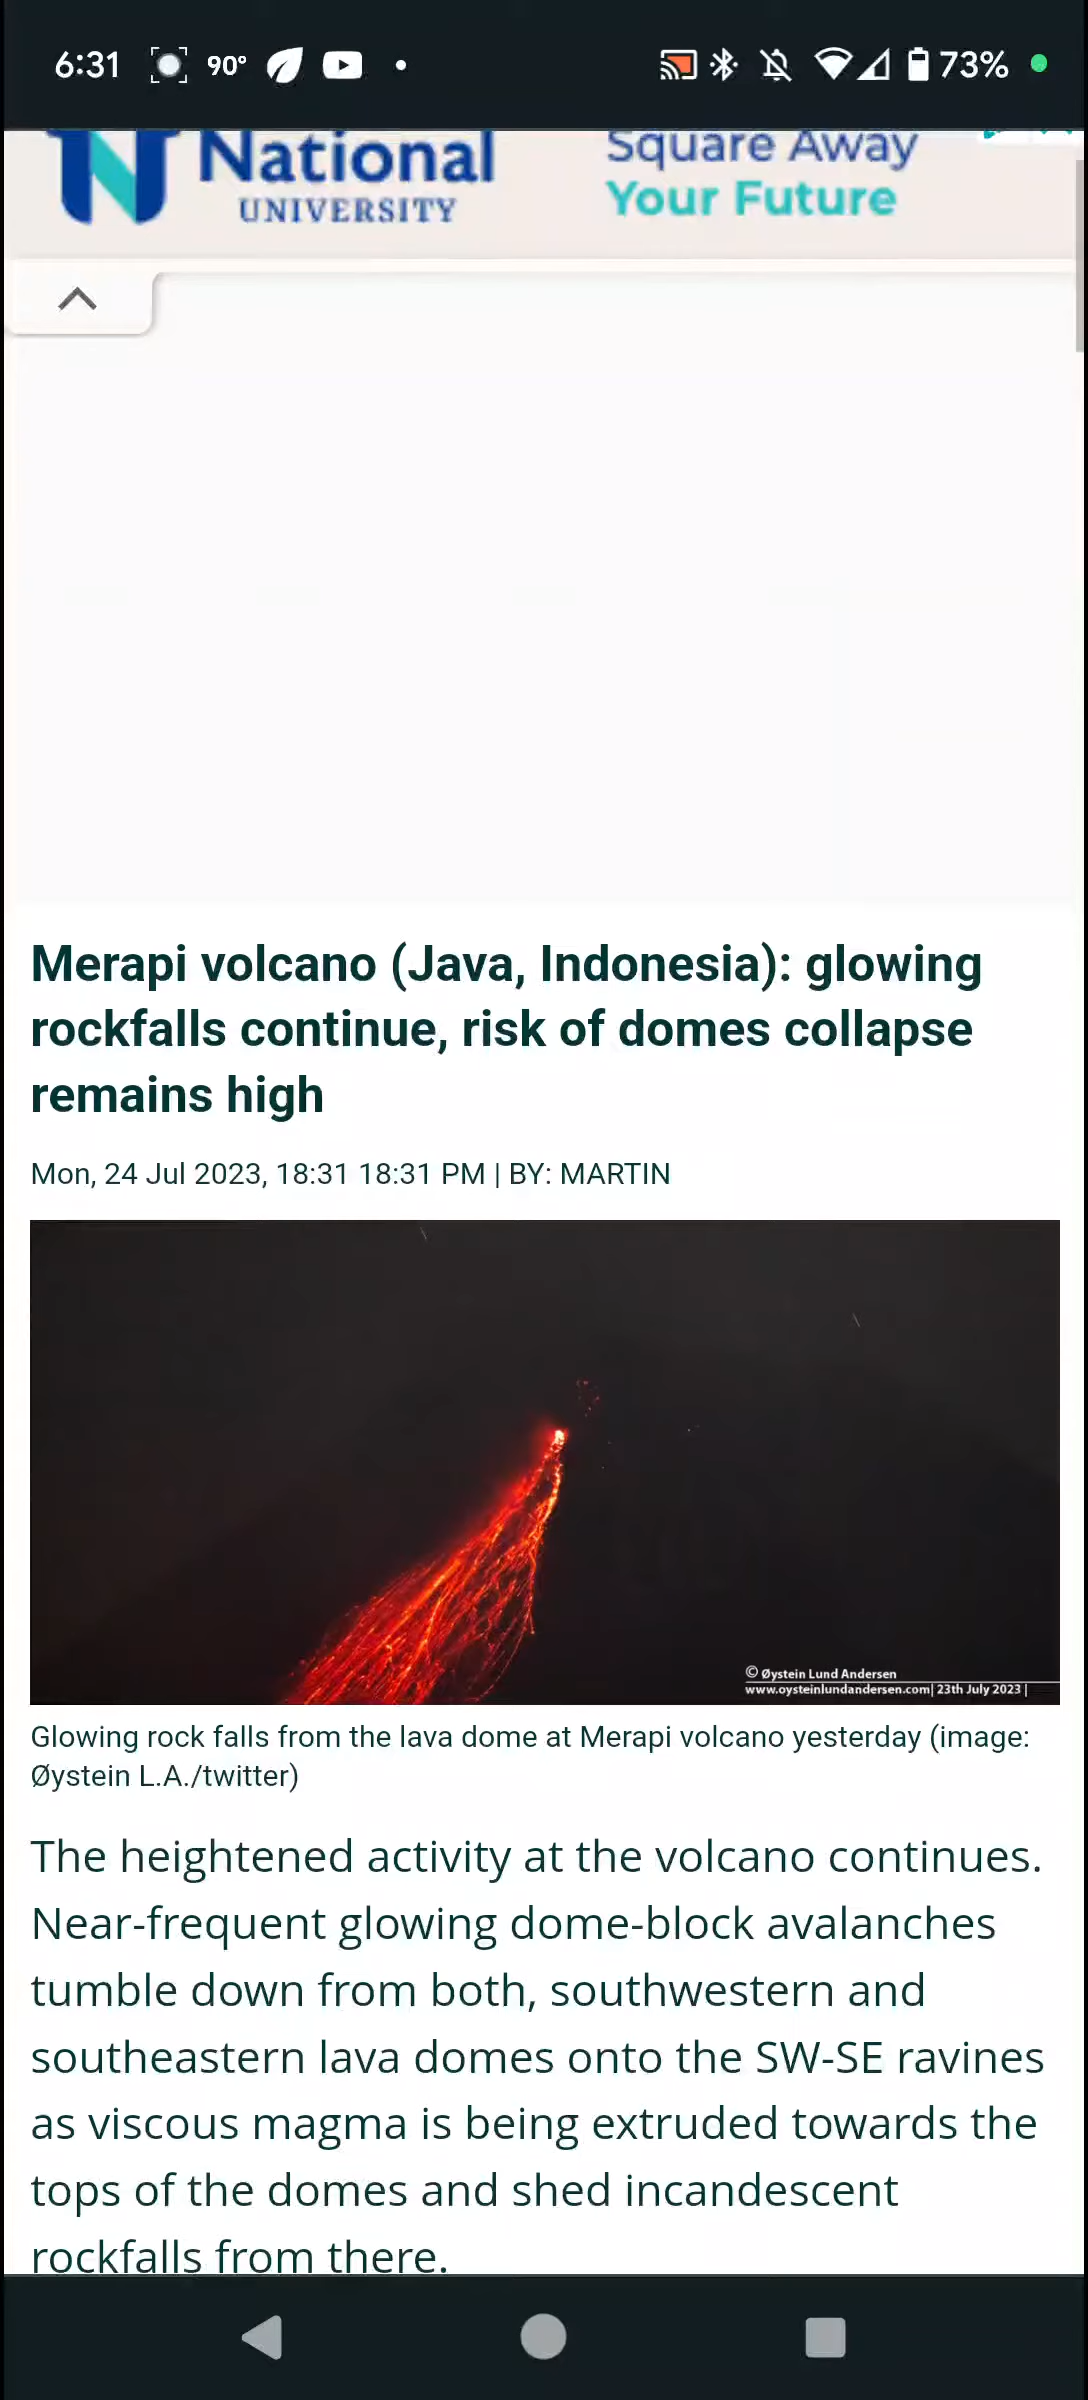 6:31 90° 73%
National
UNIVERSITY
Square Away
Your Future
Merapi volcano (Java, Indonesia): glowing
rockfalls continue, risk of domes collapse
remains high
Mon, 24 Jul 2023, 18:31 18:31 PM | BY: MARTIN
© Øystein Lund Andersen
www.oysteinlundandersen.com| 23th July 2023 |
Glowing rock falls from the lava dome at Merapi volcano yesterday (image:
Øystein L.A./twitter)
The heightened activity at the volcano continues.
Near-frequent glowing dome-block avalanches
tumble down from both, southwestern and
southeastern lava domes onto the SW-SE ravines
as viscous magma is being extruded towards the
tops of the domes and shed incandescent
rockfalls from there.